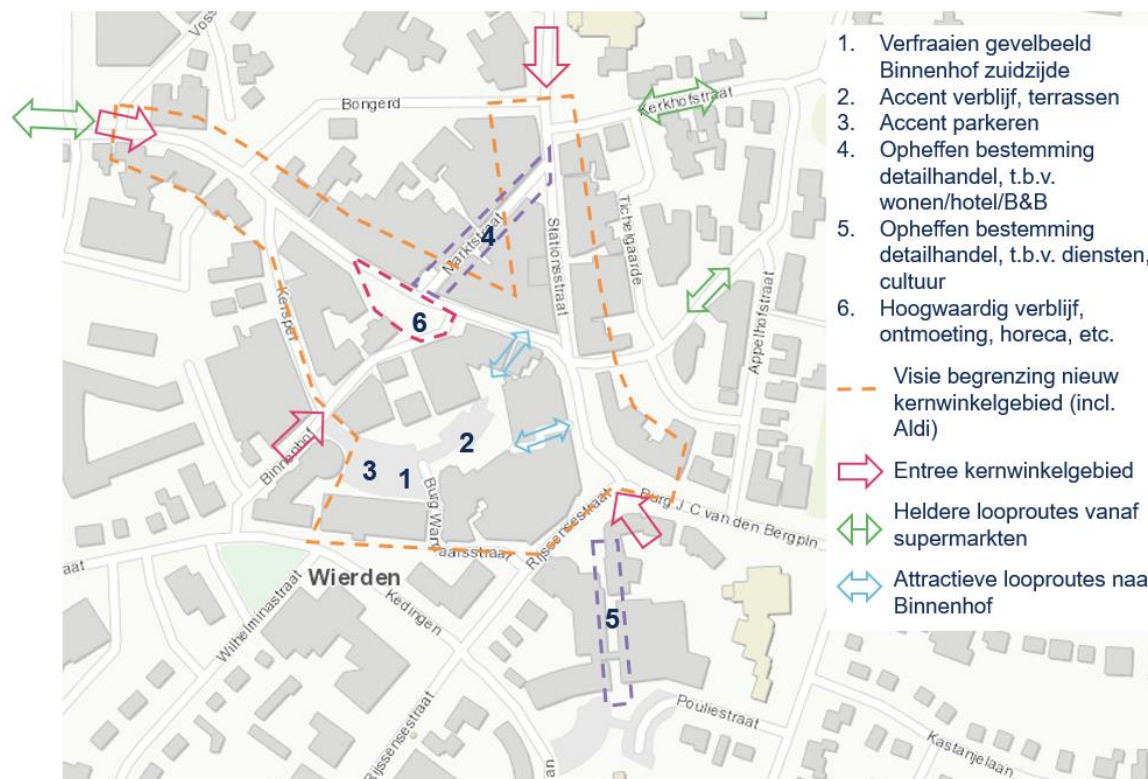 Voss
Bongerd
Kerkhofstraat
Marktstraat
4
Stationsstraat
Tichelgaarde
Kerspel
6
Appelhofstraat
2
Binnenhof
3
1
Burg Wan
aarsstraat
Rijssensestraat
Burg J C van den Bergpln
aat
Wierden
Wilhelminastraat
Kedingen
5
Pouliestraat
Rijssensestraat
Kastanjelaan
1. Verfraaien gevelbeeld
Binnenhof zuidzijde
2. Accent verblijf, terrassen
3. Accent parkeren
4. Opheffen bestemming
detailhandel, t.b.v.
wonen/hotel/B&B
5. Opheffen bestemming
detailhandel, t.b.v. diensten,
cultuur
6. Hoogwaardig verblijf,
ontmoeting, horeca, etc.
Visie begrenzing nieuw
kernwinkelgebied (incl.
Aldi)
Entree kernwinkelgebied
Heldere looproutes vanaf
supermarkten
Attractieve looproutes naa
Binnenhof